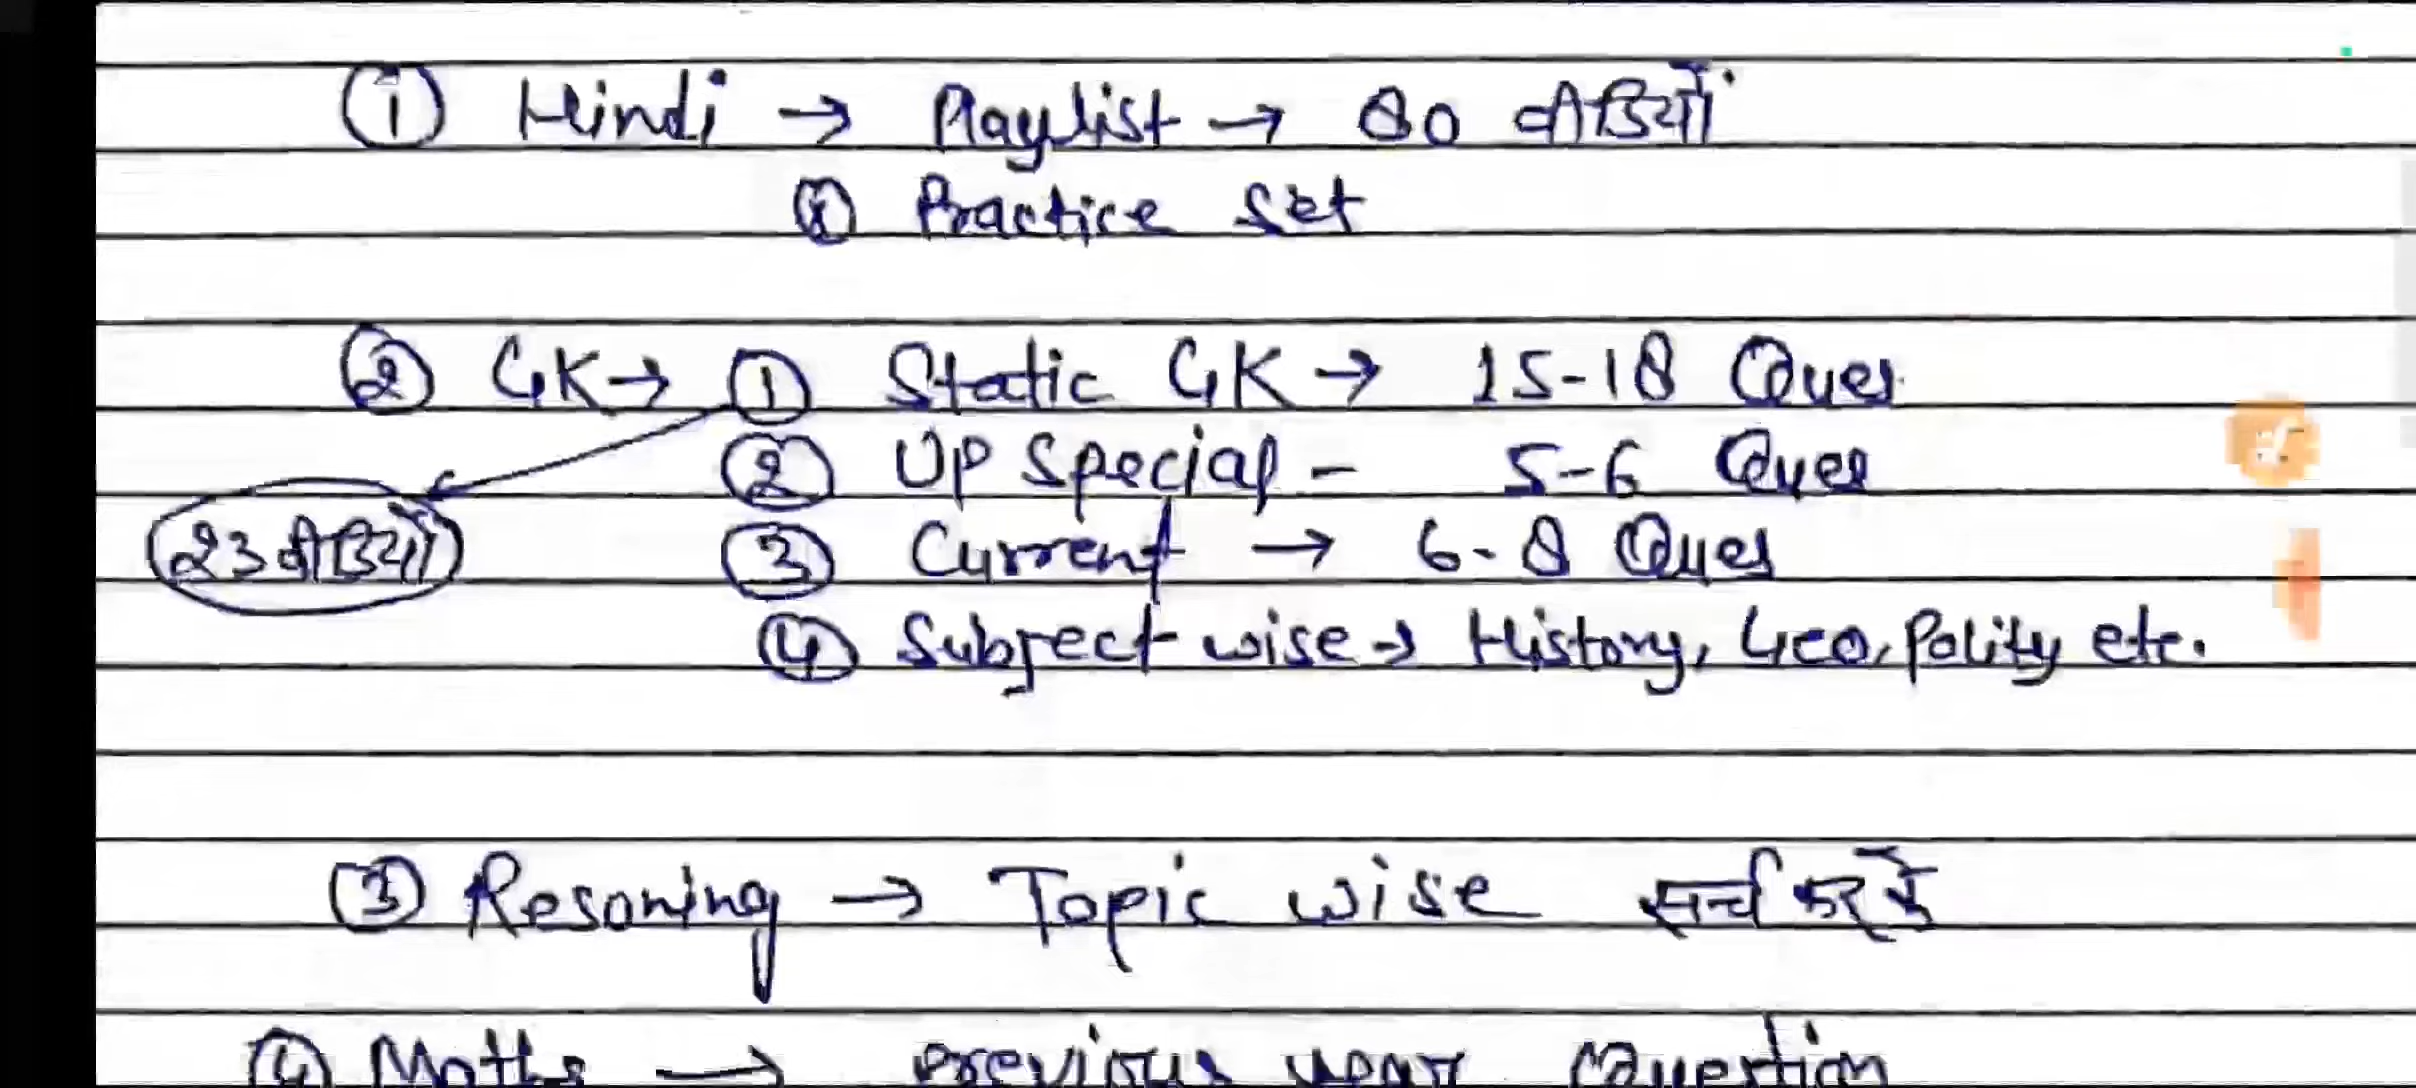 ① Hindi → Playlist → 80 वीडियों
② Practice Set
② GK → ① Static GK → 15-18 Ques
② UP Special - 5-6 Ques
23 वीडियों ③ Current → 6-8 Ques
④ Subject wise → History, Geo, Polity etc.
③ Resoning → Topic wise सर्च कर के
④ Maths → previous year Question